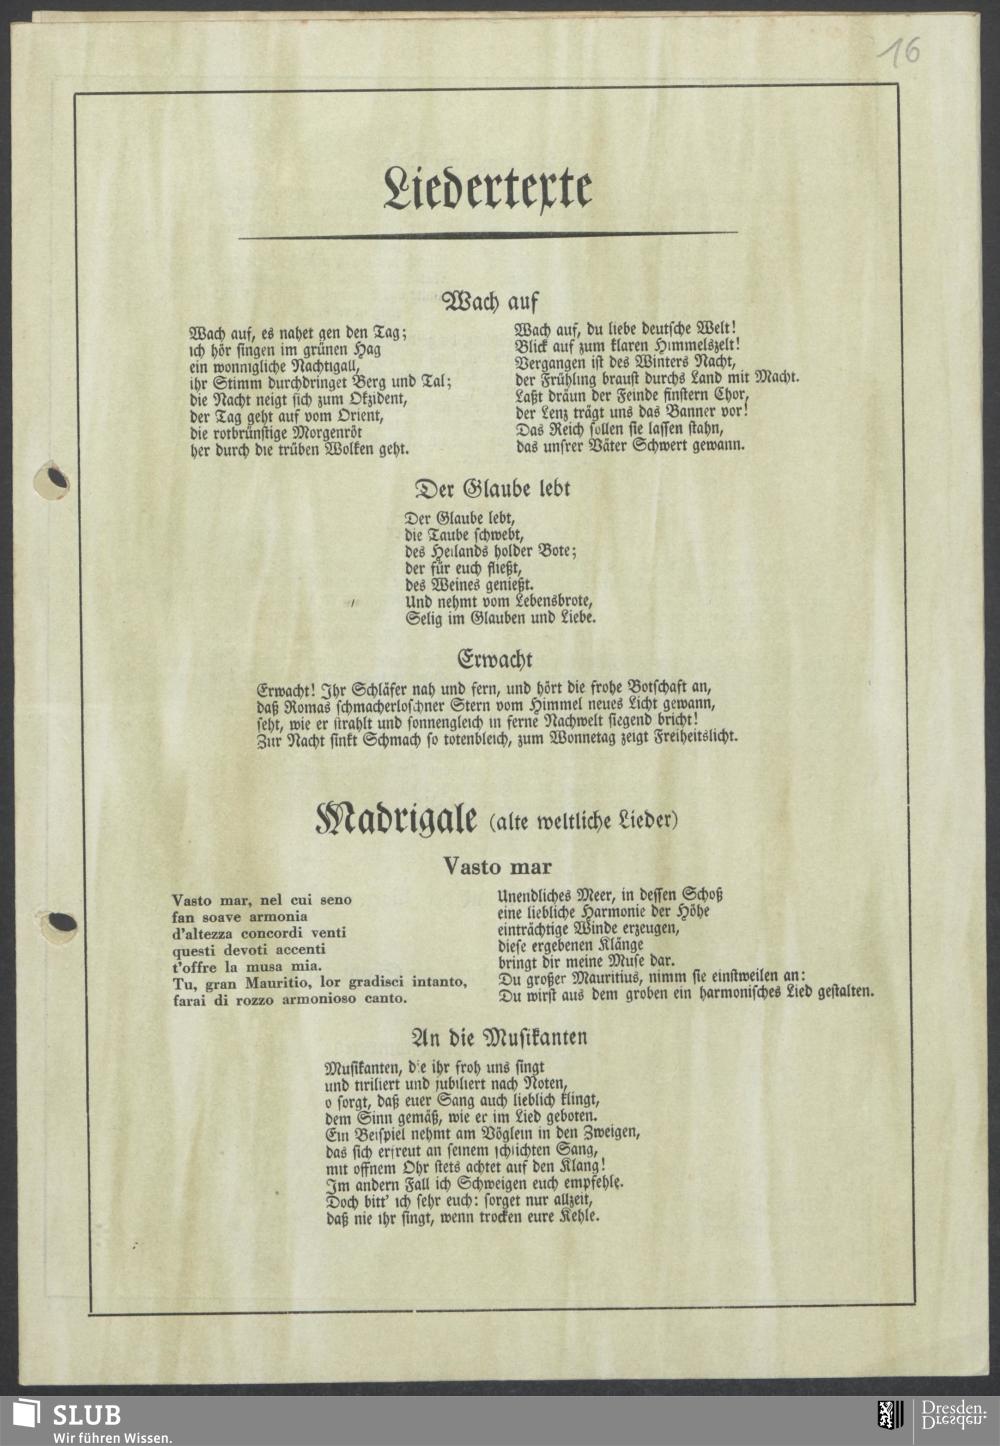 16
Liedertexte
Wach auf
Wach auf, es nahet gen den Tag;
ich hör singen im grünen Hag
ein wonnigliche Nachtigall,
ihr Stimm durchdringet Berg und Tal;
die Nacht neigt sich zum Okzident,
der Tag geht auf vom Orient,
die rotbrünstige Morgenröt
her durch die trüben Wolken geht.
Wach auf, du liebe deutsche Welt!
Blick auf zum klaren Himmelszelt!
Vergangen ist des Winters Nacht,
der Frühling braust durchs Land mit Macht.
Laßt dräun der Feinde finstern Chor,
der Lenz trägt uns das Banner vor!
Das Reich sollen sie lassen stahn,
das unsrer Väter Schwert gewann.
Der Glaube lebt
Der Glaube lebt,
die Taube schwebt,
des Heilands holder Bote;
der für euch fließt,
des Weines genießt.
Und nehmt vom Lebensbrote,
Selig im Glauben und Liebe.
Erwacht
Erwacht! Ihr Schläfer nah und fern, und hört die frohe Botschaft an,
daß Romas schmacherloschner Stern vom Himmel neues Licht gewann,
seht, wie er strahlt und sonnengleich in ferne Nachwelt siegend bricht!
Zur Nacht sinkt Schmach so totenbleich, zum Wonnetag zeigt Freiheitslicht.
Madrigale (alte weltliche Lieder)
Vasto mar
Vasto mar, nel cui seno
fan soave armonia
d'altezza concordi venti
questi devoti accenti
t'offre la musa mia.
Tu, gran Mauritio, lor gradisci intanto,
farai di rozzo armonioso canto.
Unendliches Meer, in dessen Schoß
eine liebliche Harmonie der Höhe
einträchtige Winde erzeugen,
diese ergebenen Klänge
bringt dir meine Muse dar.
Du großer Mauritius, nimm sie einstweilen an:
Du wirst aus dem groben ein harmonisches Lied gestalten.
An die Musikanten
Musikanten, die ihr froh uns singt
und tiriliert und jubiliert nach Noten,
o sorgt, daß euer Sang auch lieblich klingt,
dem Sinn gemäß, wie er im Lied geboten.
Ein Beispiel nehmt am Vöglein in den Zweigen,
das sich erfreut an seinem schlichten Sang,
mit offnem Ohr stets achtet auf den Klang!
Im andern Fall ich Schweigen euch empfehle.
Doch bitt' ich sehr euch: sorget nur allzeit,
daß nie ihr singt, wenn trocken eure Kehle.
SLUB
Wir führen Wissen.
Dresden.
Dresden.